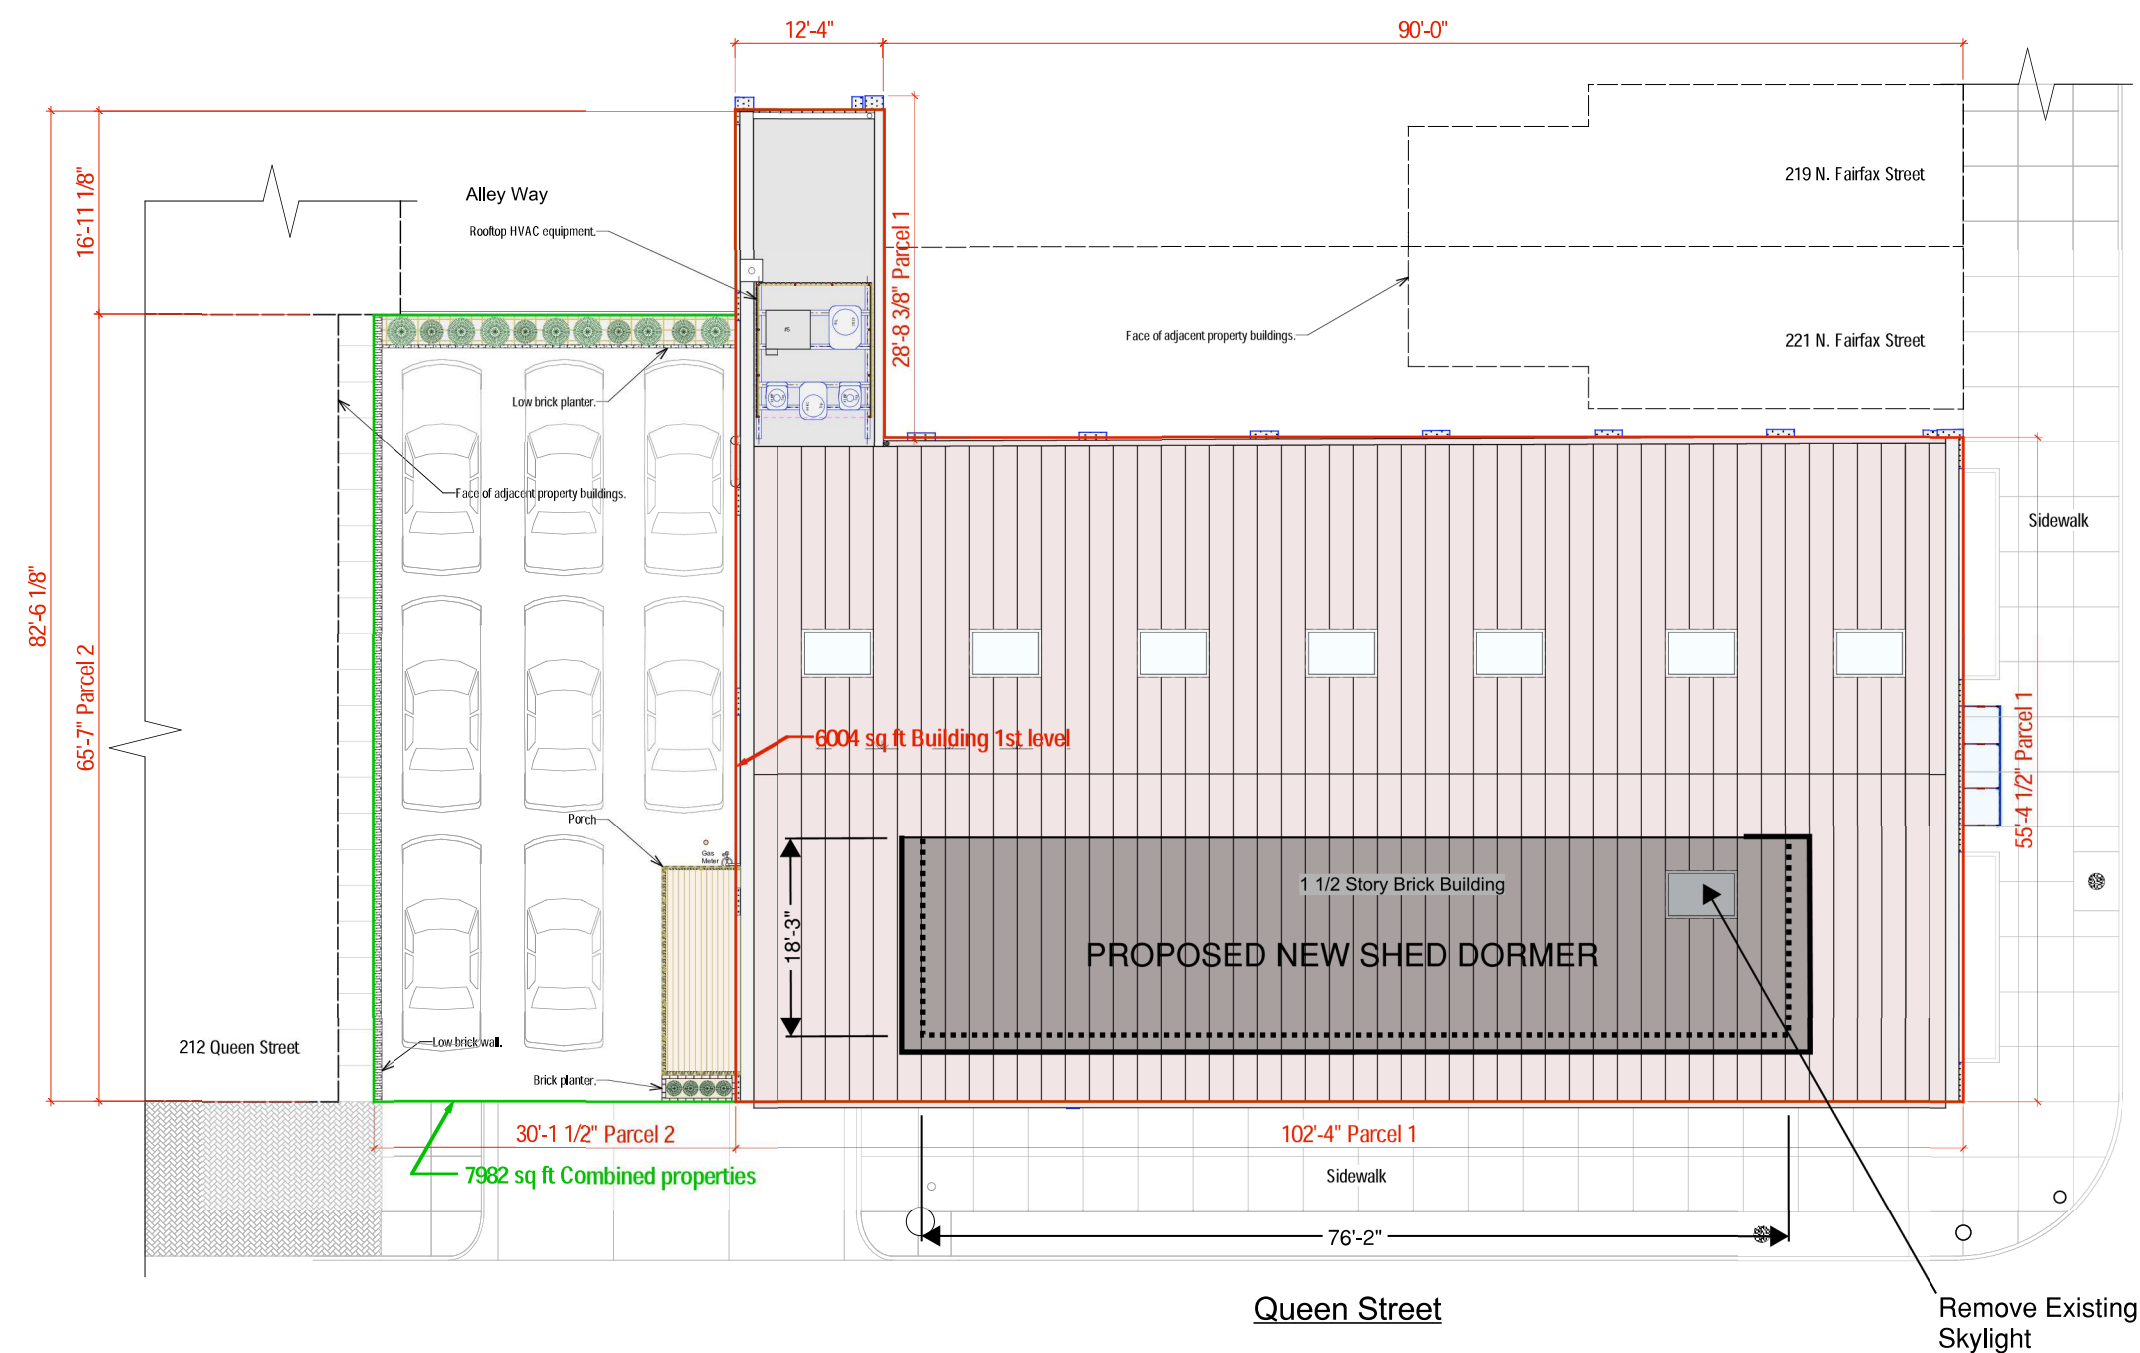 12'-4"
90'-0"
16'-11 1/8"
Alley Way
Rooftop HVAC equipment.
28'-8 3/8" Parcel 1
219 N. Fairfax Street
Face of adjacent property buildings.
221 N. Fairfax Street
Low brick planter.
Face of adjacent property buildings.
Sidewalk
82'-6 1/8"
65'-7" Parcel 2
6004 sq ft Building 1st level
55'-4 1/2" Parcel 1
Porch
Gas
Meter
18'-3"
1 1/2 Story Brick Building
PROPOSED NEW SHED DORMER
212 Queen Street
Low brick wall.
Brick planter.
30'-1 1/2" Parcel 2
102'-4" Parcel 1
7982 sq ft Combined properties
Sidewalk
76'-2"
Queen Street
Remove Existing
Skylight